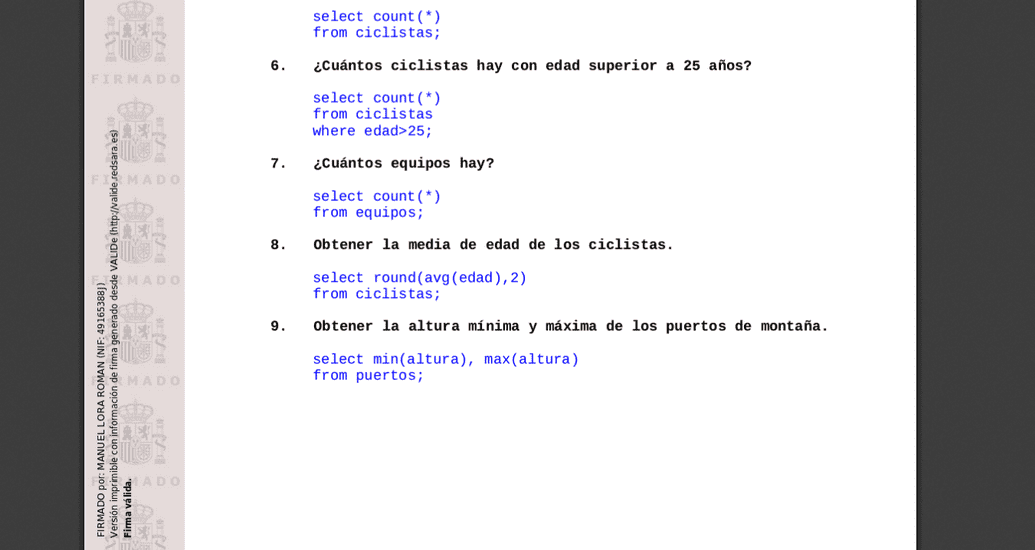 select count(*)
from ciclistas;
6. ¿Cuántos ciclistas hay con edad superior a 25 años?
select count(*)
from ciclistas
where edad>25;
7. ¿Cuántos equipos hay?
select count(*)
from equipos;
8. Obtener la media de edad de los ciclistas.
select round(avg(edad),2)
from ciclistas;
9. Obtener la altura mínima y máxima de los puertos de montaña.
select min(altura), max(altura)
from puertos;
FIRMADO por: MANUEL LORA ROMAN (NIF: 49165388J)
Versión imprimible con información de firma generado desde VALIDe (http://valide.redsara.es)
Firma válida.
FIRMADO
FIRMADO
FIRMADO
FIRMADO
FIRMADO